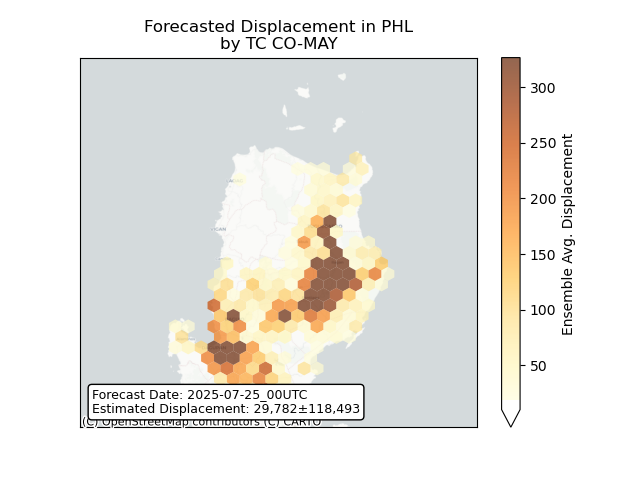 Forecasted Displacement in PHL
by TC CO-MAY
300
250
200
150
100
50
Ensemble Avg. Displacement
Forecast Date: 2025-07-25_00UTC
Estimated Displacement: 29,782±118,493
(C) OpenStreetMap contributors (C) CARTO